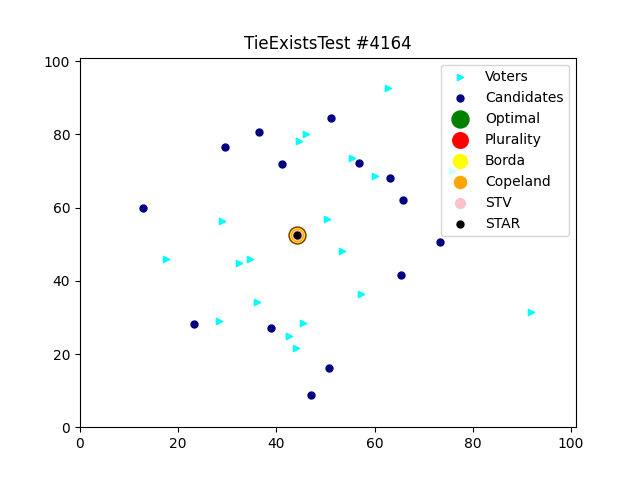 TieExistsTest #4164
100
80
60
40
20
0
0
20
40
60
80
100
Voters
Candidates
Optimal
Plurality
Borda
Copeland
STV
STAR